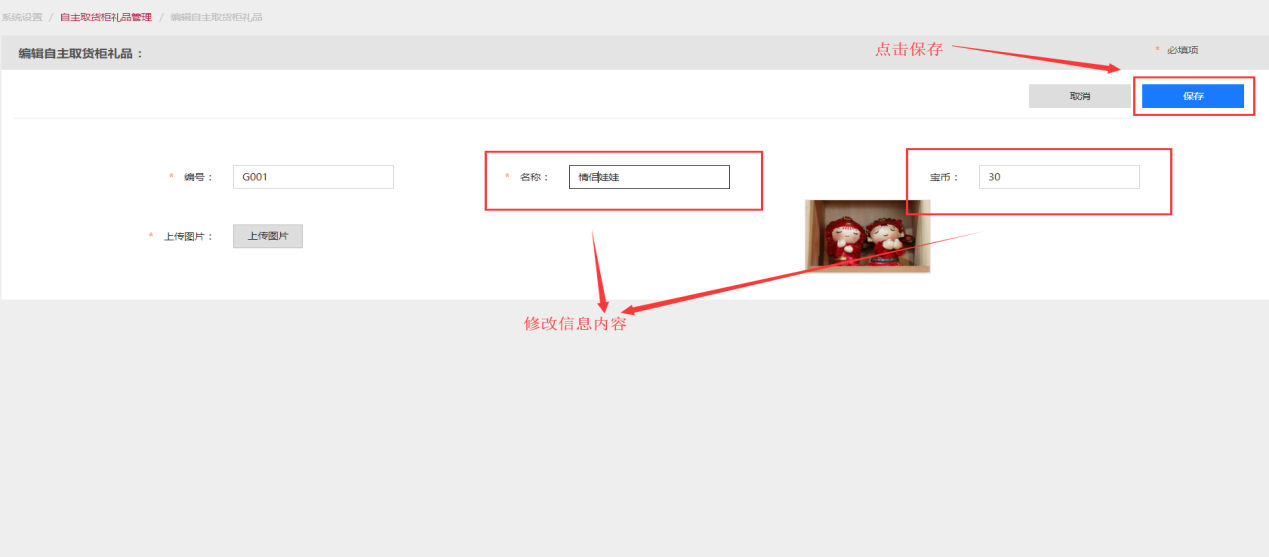 系统设置 / 自主取货柜礼品管理 / 编辑自主取货柜礼品
编辑自主取货柜礼品：
点击保存
* 必填项
取消
保存
* 编号： G001
* 名称： 情侣娃娃
宝币： 30
* 上传图片： 上传图片
修改信息内容